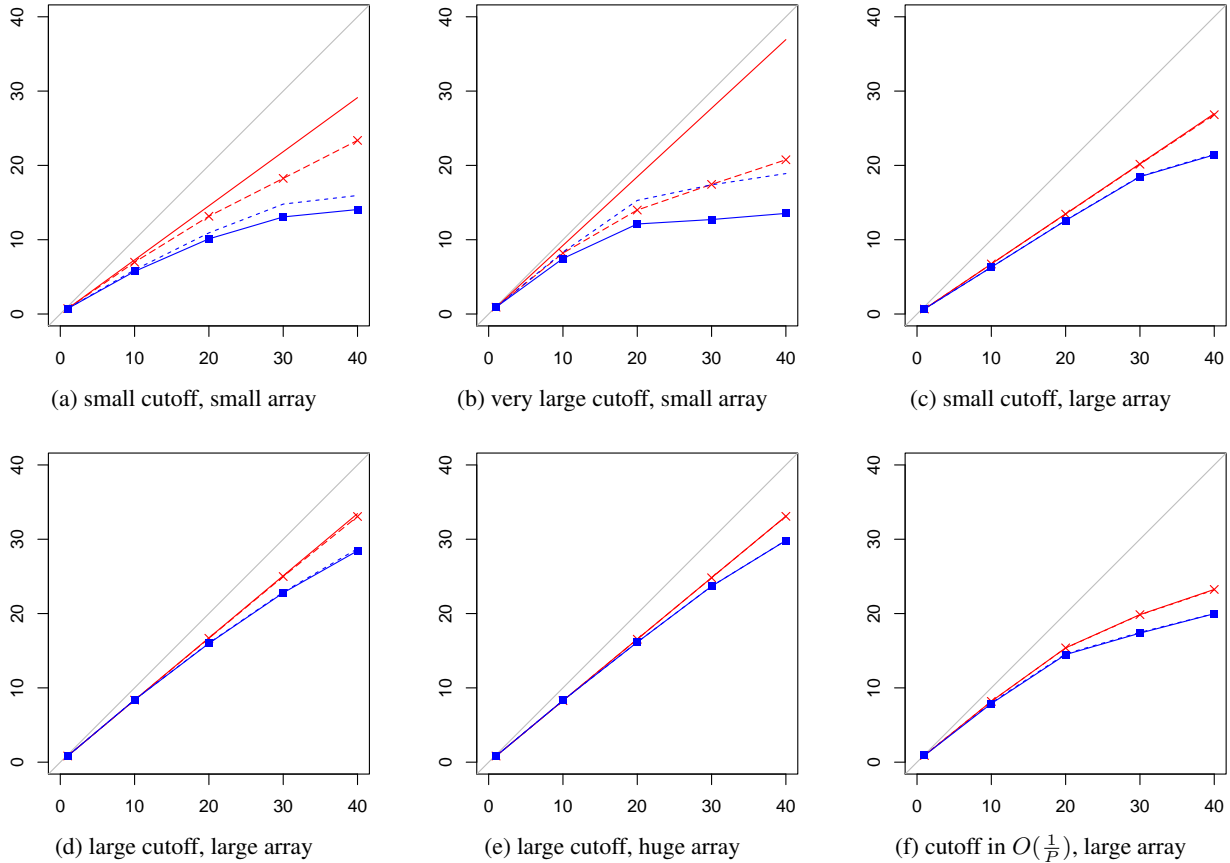 40
30
20
10
0
0 10 20 30 40
(a) small cutoff, small array
40
30
20
10
0
0 10 20 30 40
(b) very large cutoff, small array
40
30
20
10
0
0 10 20 30 40
(c) small cutoff, large array
40
30
20
10
0
0 10 20 30 40
(d) large cutoff, large array
40
30
20
10
0
0 10 20 30 40
(e) large cutoff, huge array
40
30
20
10
0
0 10 20 30 40
(f) cutoff in O(1/P), large array